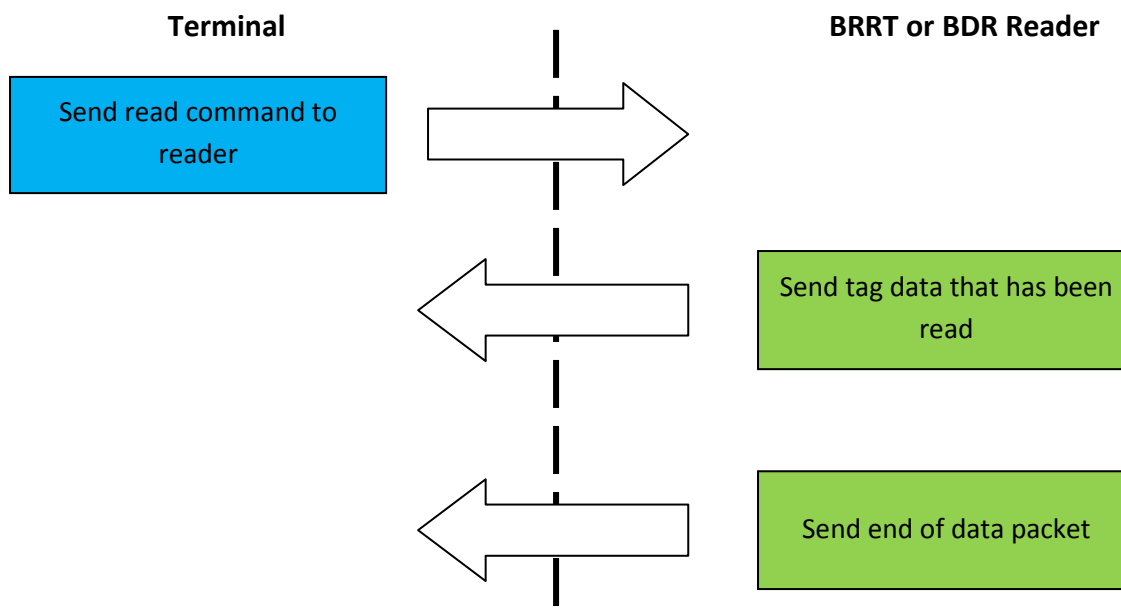 Terminal
BRRT or BDR Reader
Send read command to
reader
Send tag data that has been
read
Send end of data packet